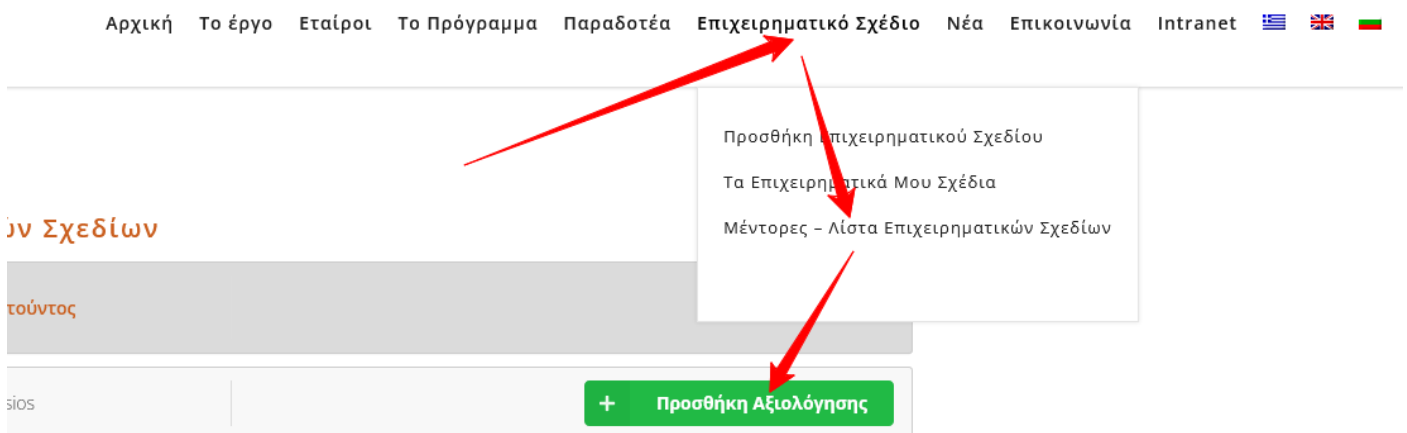 Αρχική Το έργο Εταίροι Το Πρόγραμμα Παραδοτέα Επιχειρηματικό Σχέδιο Νέα Επικοινωνία Intranet
Προσθήκη Επιχειρηματικού Σχεδίου
Τα Επιχειρηματικά Μου Σχέδια
Μέντορες – Λίστα Επιχειρηματικών Σχεδίων
ών Σχεδίων
τούντος
sios
+ Προσθήκη Αξιολόγησης